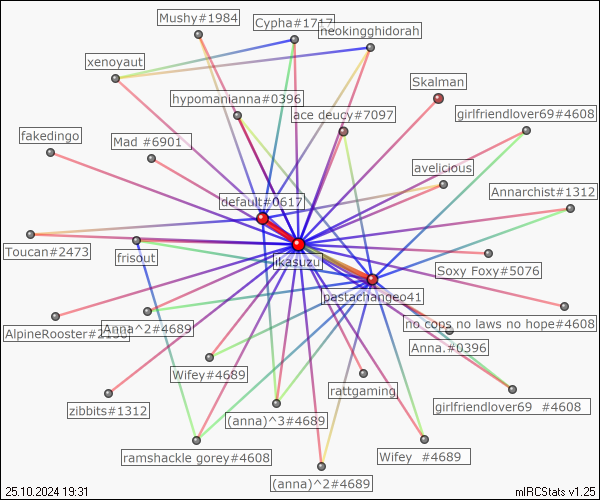 Mushy#1984
Cypha#1717
neokingghidorah
xenoyaut
Skalman
hypomanianna#0396
ace deucy#7097
girlfriendlover69#4608
fakedingo
Mad #6901
avelicious
Annarchist#1312
default#0617
Toucan#2473
frisout
ikasuzu
Soxy Foxy#5076
pastachangeo41
AlpineRooster#2
Anna^2#4689
no cops no laws no hope#4608
Anna.#0396
Wifey#4689
rattgaming
zibbits#1312
(anna)^3#4689
girlfriendlover69 #4608
ramshackle gorey#4608
Wifey #4689
(anna)^2#4689
25.10.2024 19:31
mIRCStats v1.25